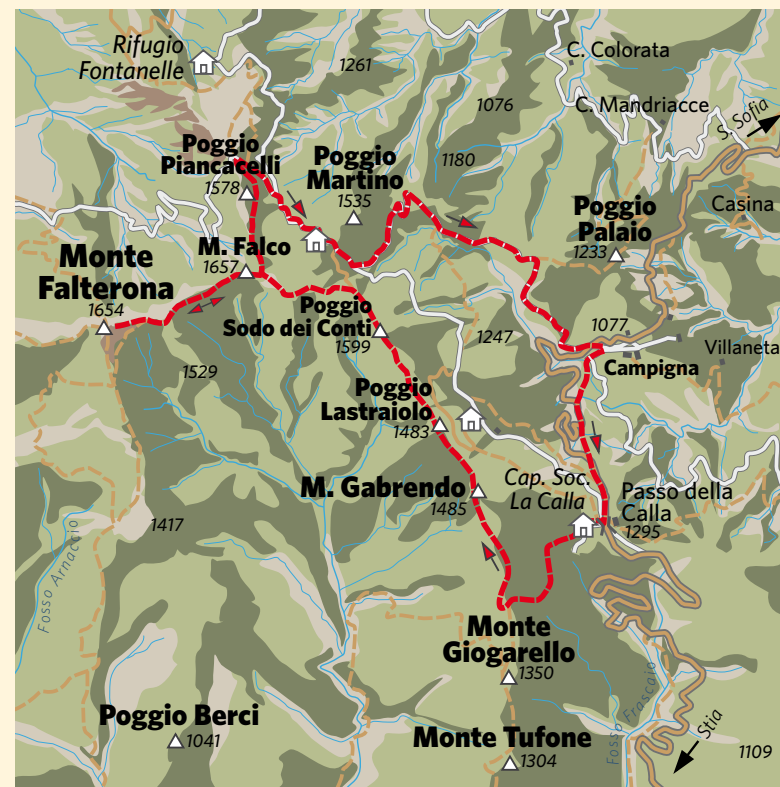 Rifugio
Fontanelle
1261
C. Colorata
1076
C. Mandriacce
S. Sofia
Poggio
Piancacelli
1578
Poggio
Martino
1535
1180
Poggio
Palaio
1233
Casina
Monte
Falterona
1654
M. Falco
1657
Poggio
Sodo dei Conti
1599
1247
1077
Campigna
Villaneta
1529
Poggio
Lastraiolo
1483
M. Gabrendo
1485
Cap. Soc.
La Calla
Passo della
Calla
1295
1417
Fosso Arnaccio
Monte
Giogarello
1350
Fosso Frascaio
Poggio Berci
1041
Monte Tufone
1304
Stia
1109